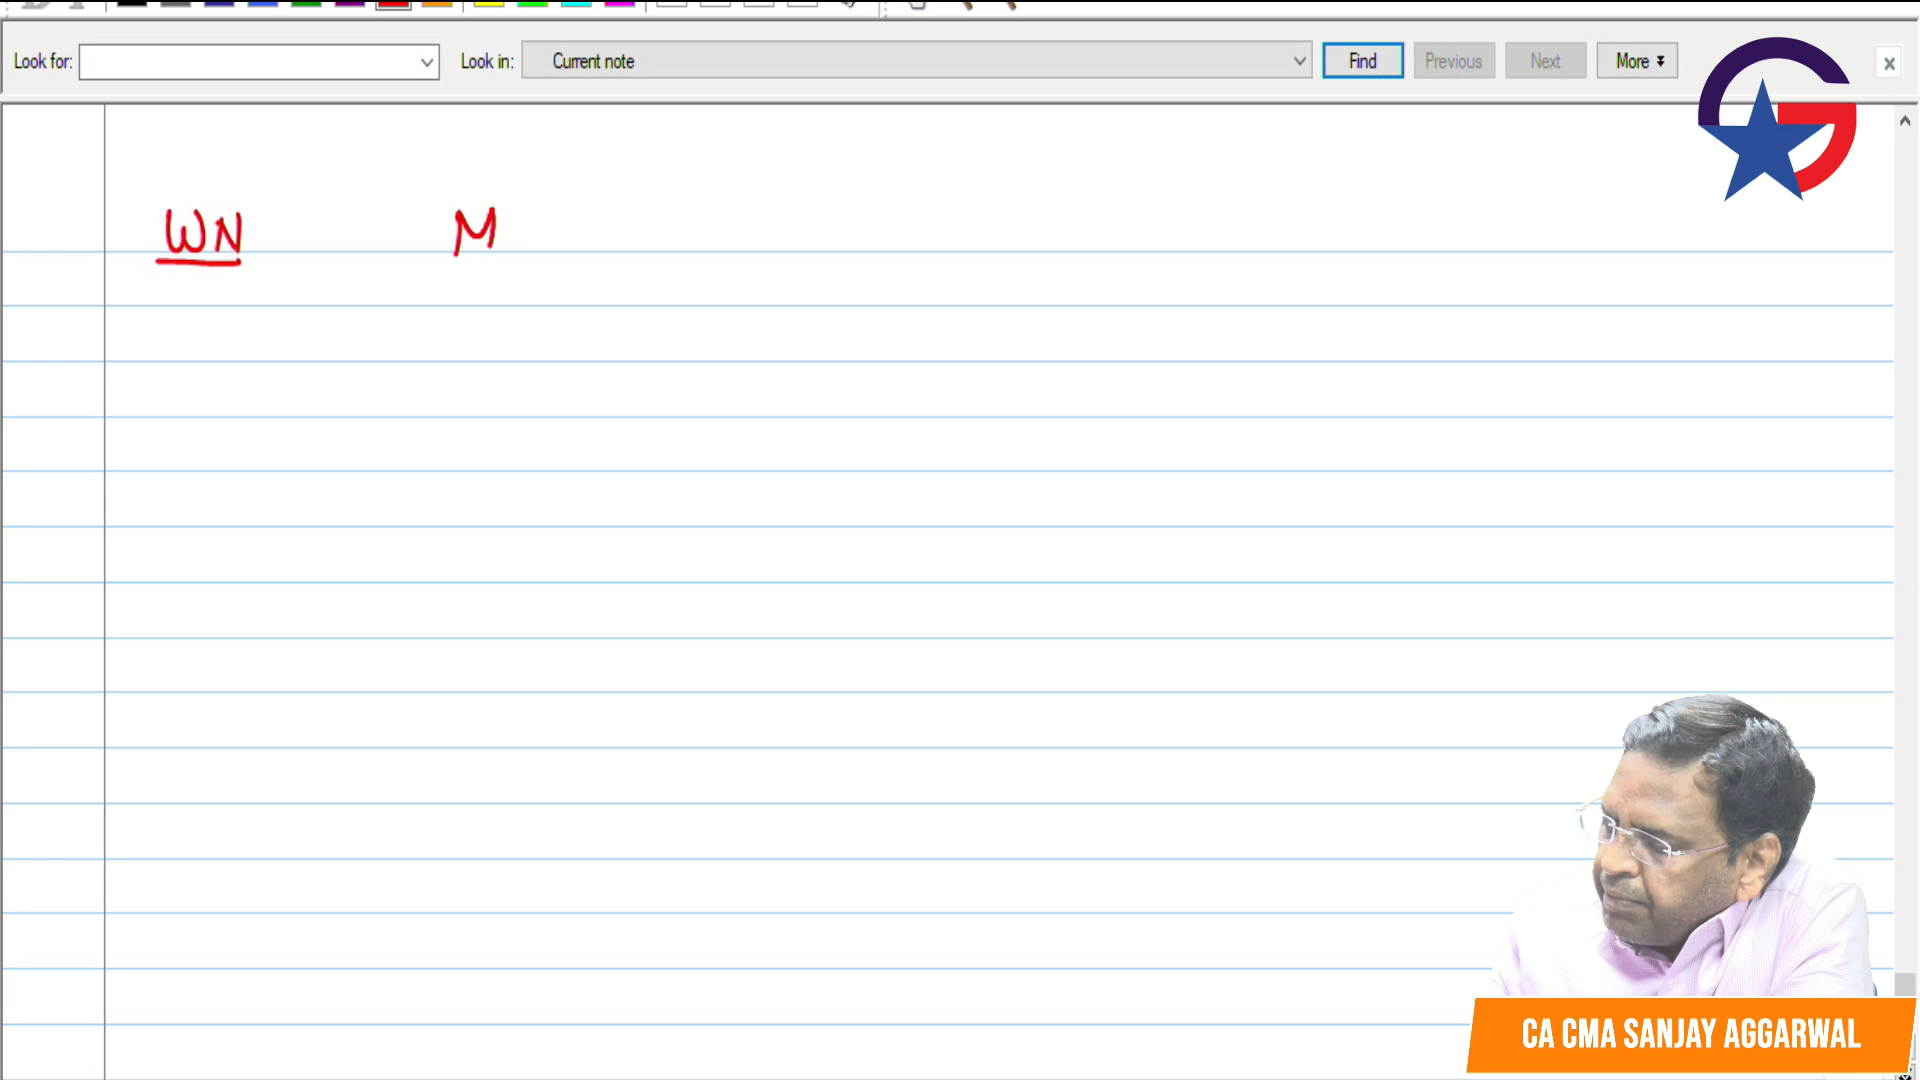 Look for:
Look in:
Current note
Find
Previous
Next
More
WN
M
CA CMA SANJAY AGGARWAL